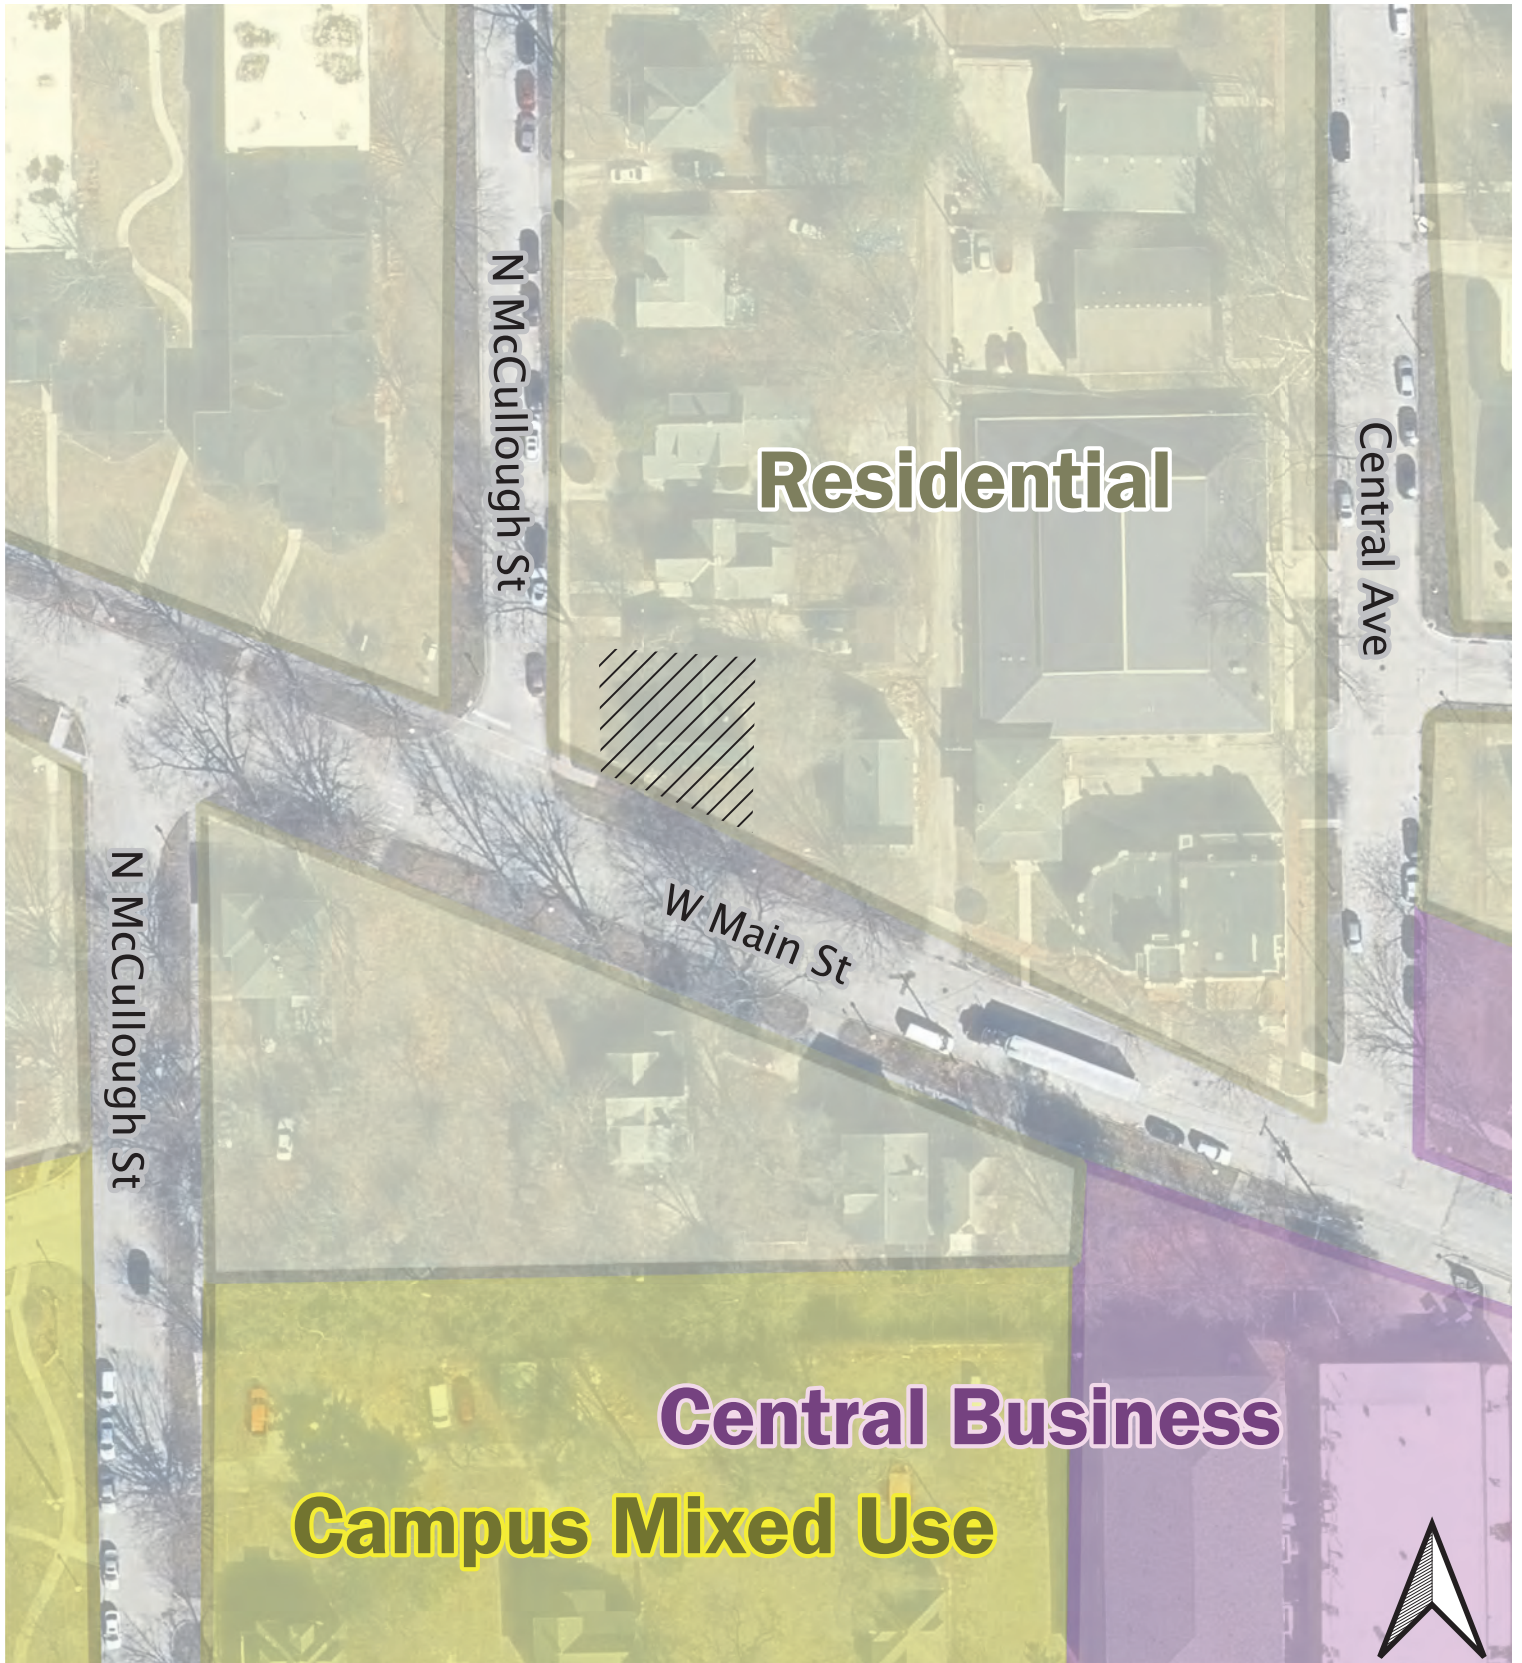 N McCullough St
Residential
Central Ave
N McCullough St
W Main St
Central Business
Campus Mixed Use